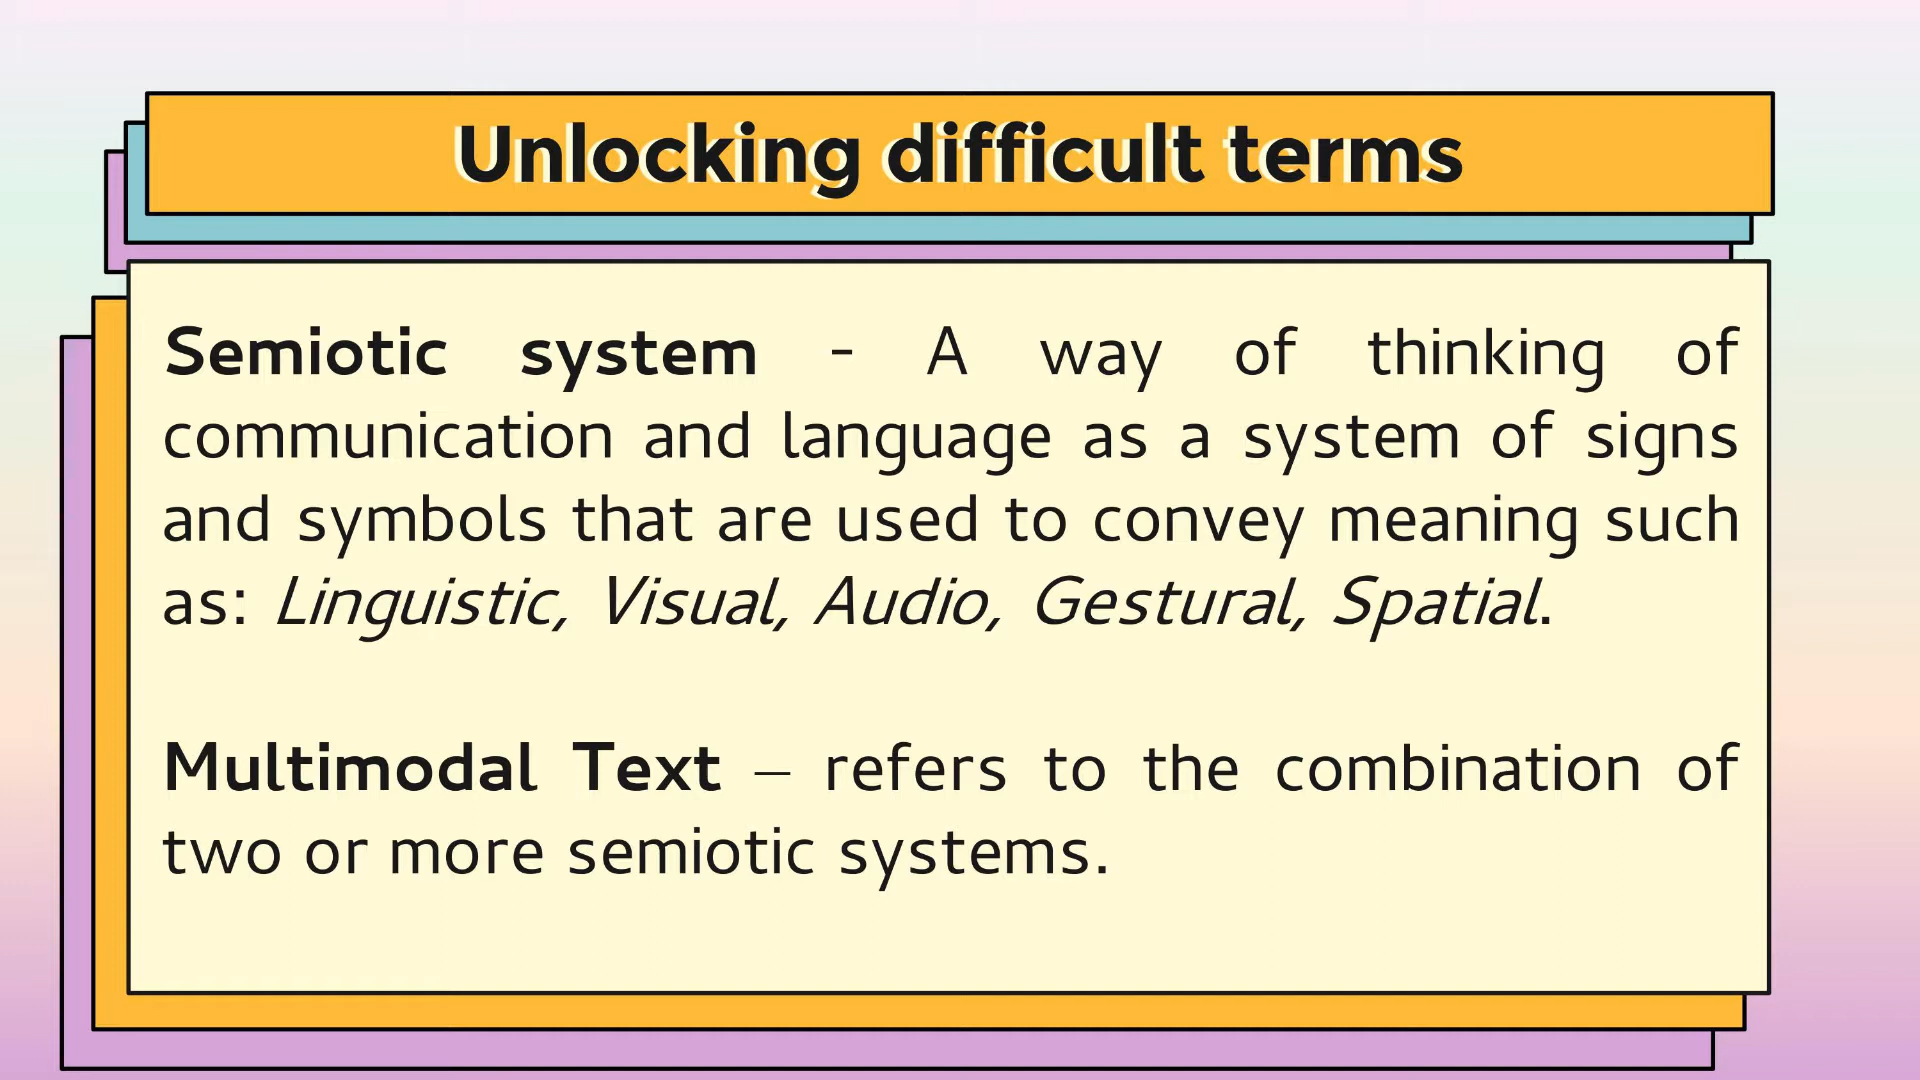 Unlocking difficult terms
Semiotic system - A way of thinking of
communication and language as a system of signs
and symbols that are used to convey meaning such
as: Linguistic, Visual, Audio, Gestural, Spatial.
Multimodal Text – refers to the combination of
two or more semiotic systems.